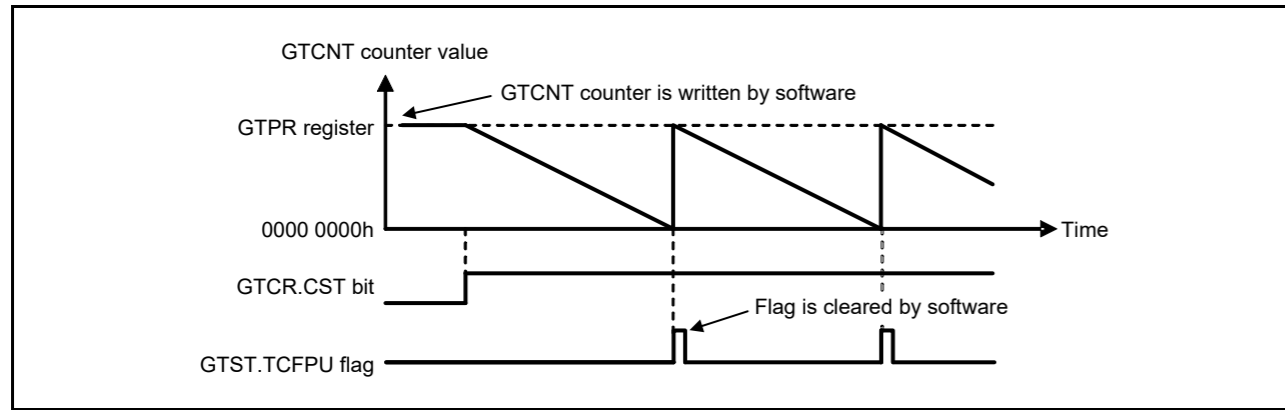 GTCNT counter value
GTCNT counter is written by software
GTPR register
0000 0000h
Time
GTCR.CST bit
Flag is cleared by software
GTST.TCFPU flag